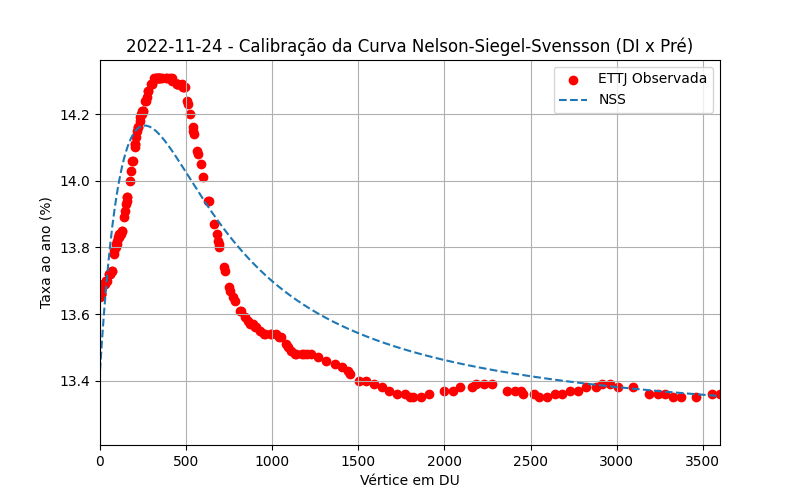 2022-11-24 - Calibração da Curva Nelson-Siegel-Svensson (DI x Pré)
ETTJ Observada
NSS
Taxa ao ano (%)
14.2
14.0
13.8
13.6
13.4
0 500 1000 1500 2000 2500 3000 3500
Vértice em DU